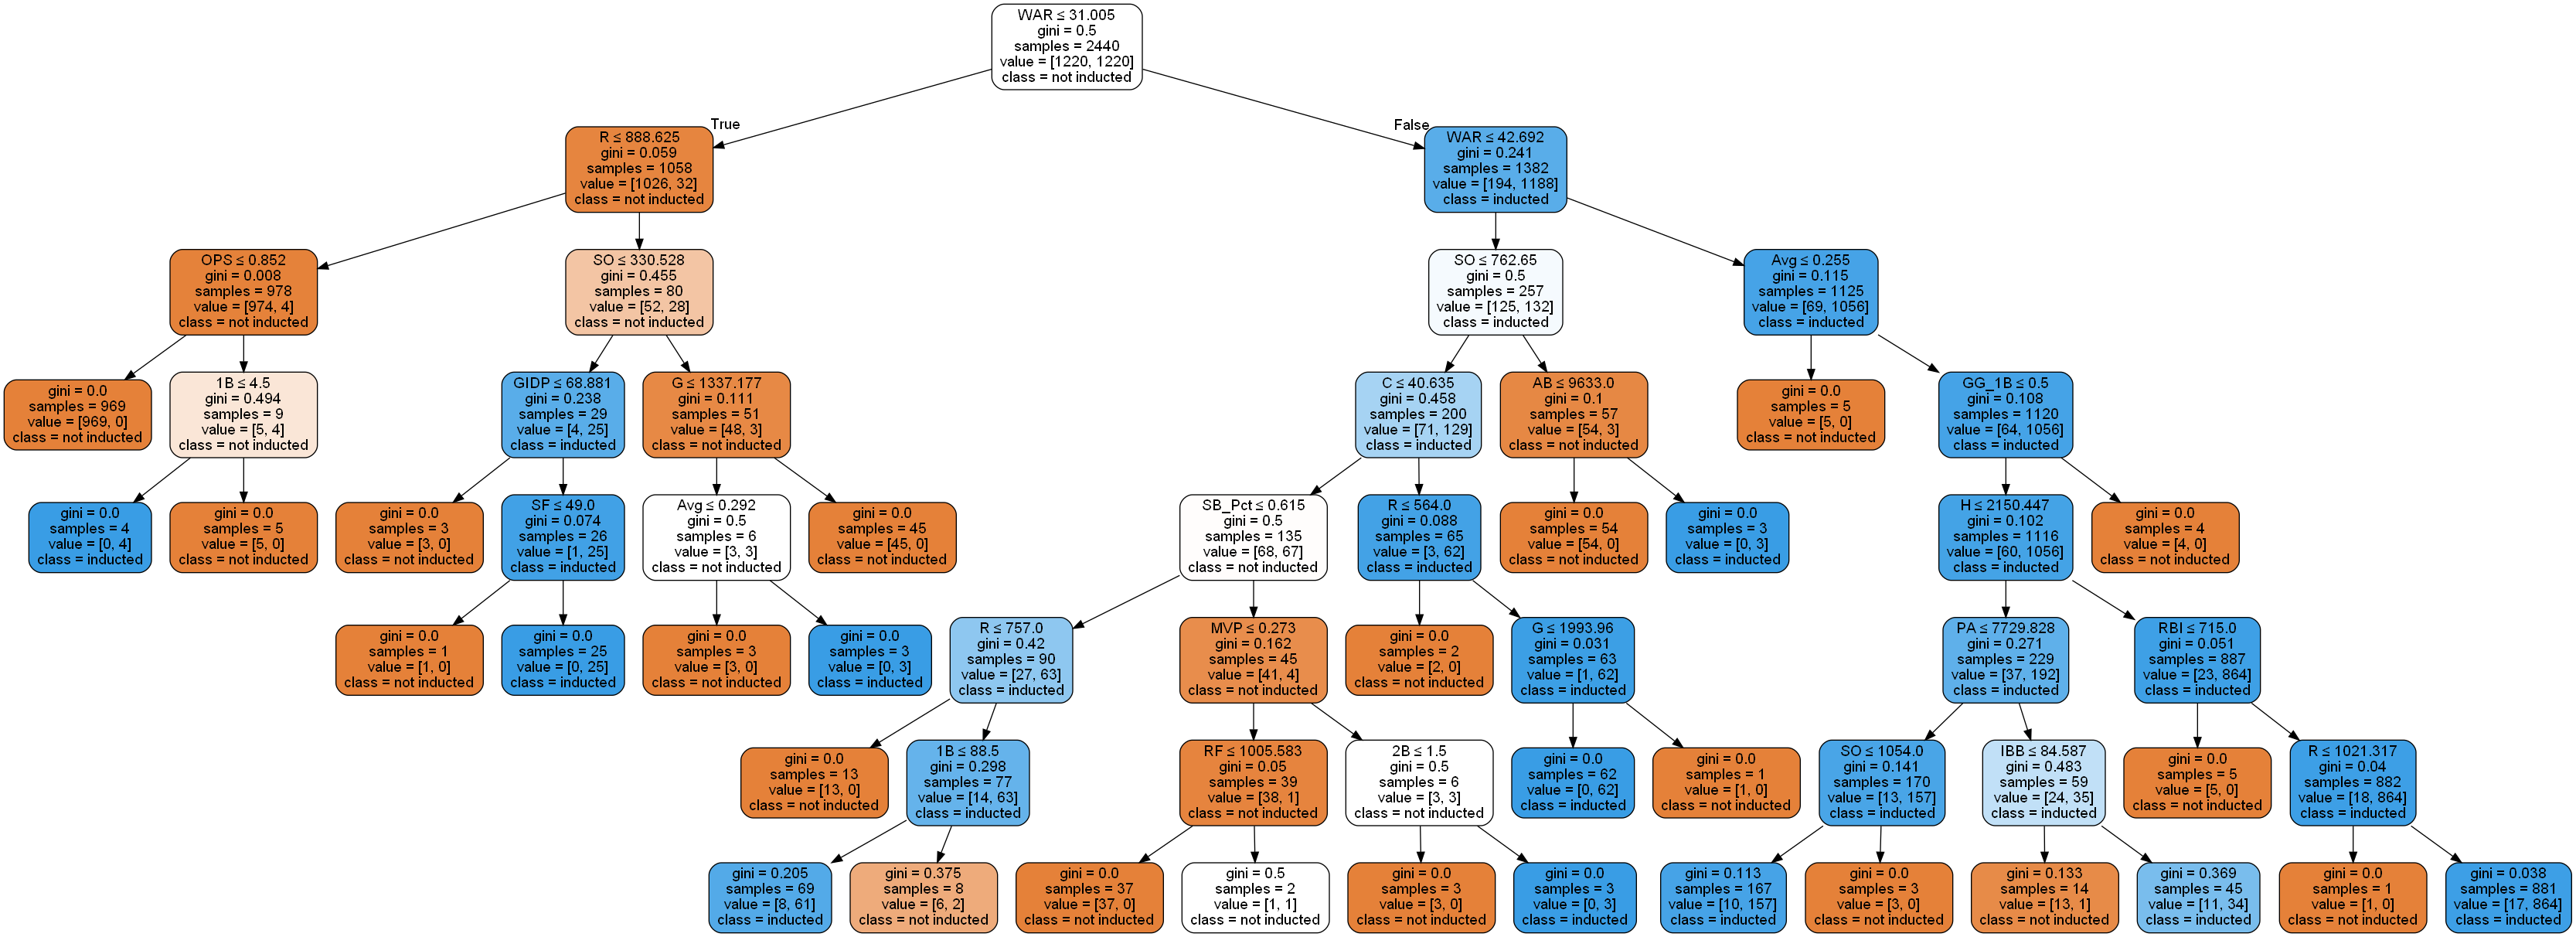 WAR ≤ 31.005
gini = 0.5
samples = 2440
value = [1220, 1220]
class = not inducted
True
False
R ≤ 888.625
gini = 0.059
samples = 1058
value = [1026, 32]
class = not inducted
WAR ≤ 42.692
gini = 0.241
samples = 1382
value = [194, 1188]
class = inducted
OPS ≤ 0.852
gini = 0.008
samples = 978
value = [974, 4]
class = not inducted
SO ≤ 330.528
gini = 0.455
samples = 80
value = [52, 28]
class = not inducted
SO ≤ 762.65
gini = 0.5
samples = 257
value = [125, 132]
class = inducted
Avg ≤ 0.255
gini = 0.115
samples = 1125
value = [69, 1056]
class = inducted
gini = 0.0
samples = 969
value = [969, 0]
class = not inducted
1B ≤ 4.5
gini = 0.494
samples = 9
value = [5, 4]
class = not inducted
GIDP ≤ 68.881
gini = 0.238
samples = 29
value = [4, 25]
class = inducted
G ≤ 1337.177
gini = 0.111
samples = 51
value = [48, 3]
class = not inducted
C ≤ 40.635
gini = 0.458
samples = 200
value = [71, 129]
class = inducted
AB ≤ 9633.0
gini = 0.1
samples = 57
value = [54, 3]
class = not inducted
gini = 0.0
samples = 5
value = [5, 0]
class = not inducted
GG_1B ≤ 0.5
gini = 0.108
samples = 1120
value = [64, 1056]
class = inducted
gini = 0.0
samples = 4
value = [0, 4]
class = inducted
gini = 0.0
samples = 5
value = [5, 0]
class = not inducted
gini = 0.0
samples = 3
value = [3, 0]
class = not inducted
SF ≤ 49.0
gini = 0.074
samples = 26
value = [1, 25]
class = inducted
Avg ≤ 0.292
gini = 0.5
samples = 6
value = [3, 3]
class = not inducted
gini = 0.0
samples = 45
value = [45, 0]
class = not inducted
SB_Pct ≤ 0.615
gini = 0.5
samples = 135
value = [68, 67]
class = not inducted
R ≤ 564.0
gini = 0.088
samples = 65
value = [3, 62]
class = inducted
gini = 0.0
samples = 54
value = [54, 0]
class = not inducted
gini = 0.0
samples = 3
value = [0, 3]
class = inducted
H ≤ 2150.447
gini = 0.102
samples = 1116
value = [60, 1056]
class = inducted
gini = 0.0
samples = 4
value = [4, 0]
class = not inducted
gini = 0.0
samples = 1
value = [1, 0]
class = not inducted
gini = 0.0
samples = 25
value = [0, 25]
class = inducted
gini = 0.0
samples = 3
value = [3, 0]
class = not inducted
gini = 0.0
samples = 3
value = [0, 3]
class = inducted
R ≤ 757.0
gini = 0.42
samples = 90
value = [27, 63]
class = inducted
MVP ≤ 0.273
gini = 0.162
samples = 45
value = [41, 4]
class = not inducted
gini = 0.0
samples = 2
value = [2, 0]
class = not inducted
G ≤ 1993.96
gini = 0.031
samples = 63
value = [1, 62]
class = inducted
PA ≤ 7729.828
gini = 0.271
samples = 229
value = [37, 192]
class = inducted
RBI ≤ 715.0
gini = 0.051
samples = 887
value = [23, 864]
class = inducted
gini = 0.0
samples = 13
value = [13, 0]
class = not inducted
1B ≤ 88.5
gini = 0.298
samples = 77
value = [14, 63]
class = inducted
RF ≤ 1005.583
gini = 0.05
samples = 39
value = [38, 1]
class = not inducted
2B ≤ 1.5
gini = 0.5
samples = 6
value = [3, 3]
class = not inducted
gini = 0.0
samples = 62
value = [0, 62]
class = inducted
gini = 0.0
samples = 1
value = [1, 0]
class = not inducted
SO ≤ 1054.0
gini = 0.141
samples = 170
value = [13, 157]
class = inducted
IBB ≤ 84.587
gini = 0.483
samples = 59
value = [24, 35]
class = inducted
gini = 0.0
samples = 5
value = [5, 0]
class = not inducted
R ≤ 1021.317
gini = 0.04
samples = 882
value = [18, 864]
class = inducted
gini = 0.205
samples = 69
value = [8, 61]
class = inducted
gini = 0.375
samples = 8
value = [6, 2]
class = not inducted
gini = 0.0
samples = 37
value = [37, 0]
class = not inducted
gini = 0.5
samples = 2
value = [1, 1]
class = not inducted
gini = 0.0
samples = 3
value = [3, 0]
class = not inducted
gini = 0.0
samples = 3
value = [0, 3]
class = inducted
gini = 0.113
samples = 167
value = [10, 157]
class = inducted
gini = 0.0
samples = 3
value = [3, 0]
class = not inducted
gini = 0.133
samples = 14
value = [13, 1]
class = not inducted
gini = 0.369
samples = 45
value = [11, 34]
class = inducted
gini = 0.0
samples = 1
value = [1, 0]
class = not inducted
gini = 0.038
samples = 881
value = [17, 864]
class = inducted